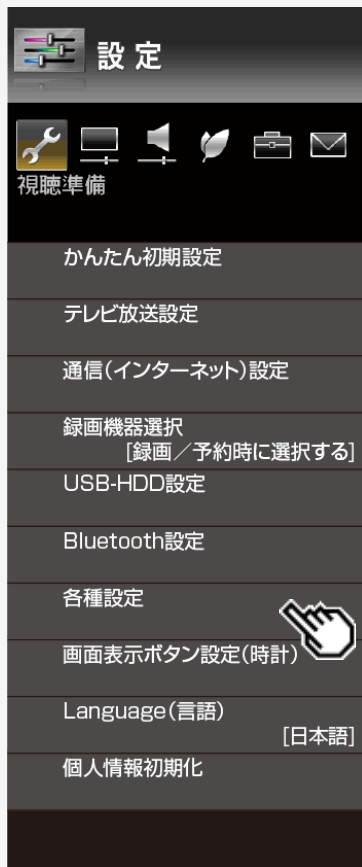 設定
視聴準備
かんたん初期設定
テレビ放送設定
通信(インターネット)設定
録画機器選択
[録画／予約時に選択する]
USB-HDD設定
Bluetooth設定
各種設定
画面表示ボタン設定(時計)
Language(言語)
[日本語]
個人情報初期化